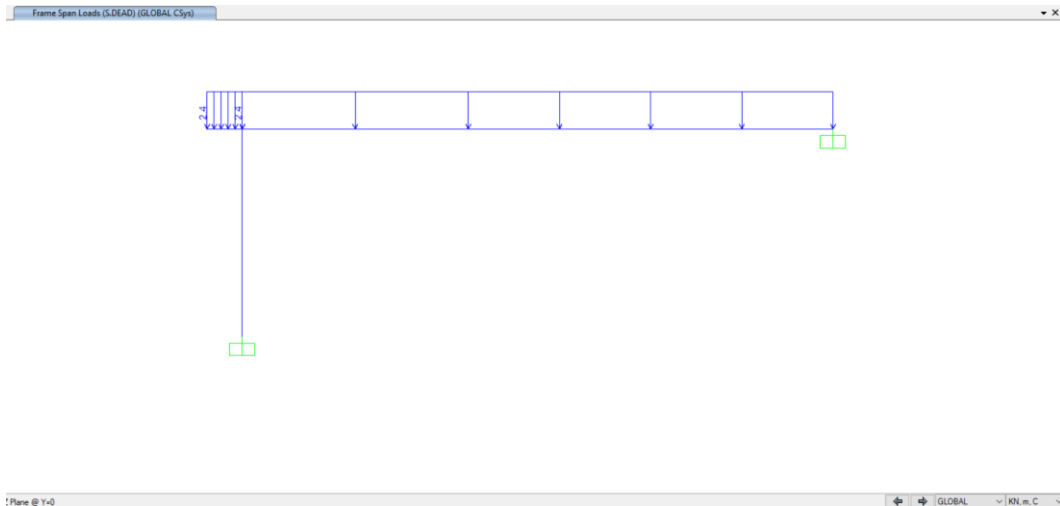 Frame Span Loads (S.DEAD) (GLOBAL CSys)
2.4
2.4
Z Plane @ Y=0
GLOBAL
KN, m, C